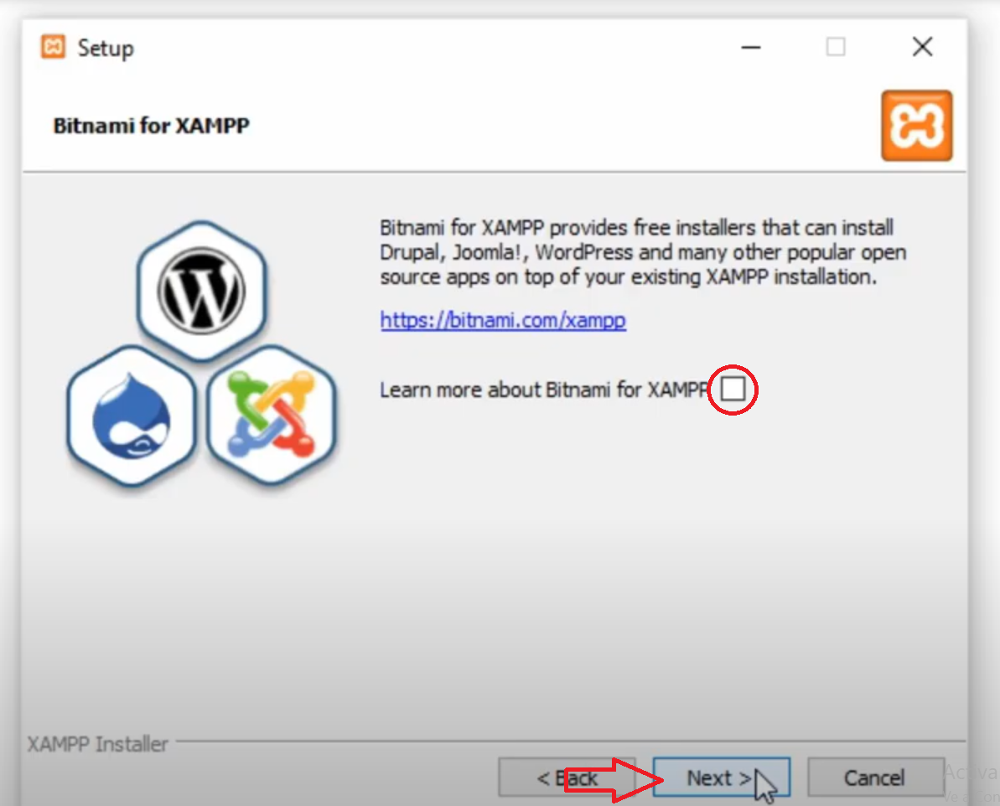 Setup
Bitnami for XAMPP
Bitnami for XAMPP provides free installers that can install
Drupal, Joomla!, WordPress and many other popular open
source apps on top of your existing XAMPP installation.
https://bitnami.com/xampp
Learn more about Bitnami for XAMPP
XAMPP Installer
< Back
Next >
Cancel